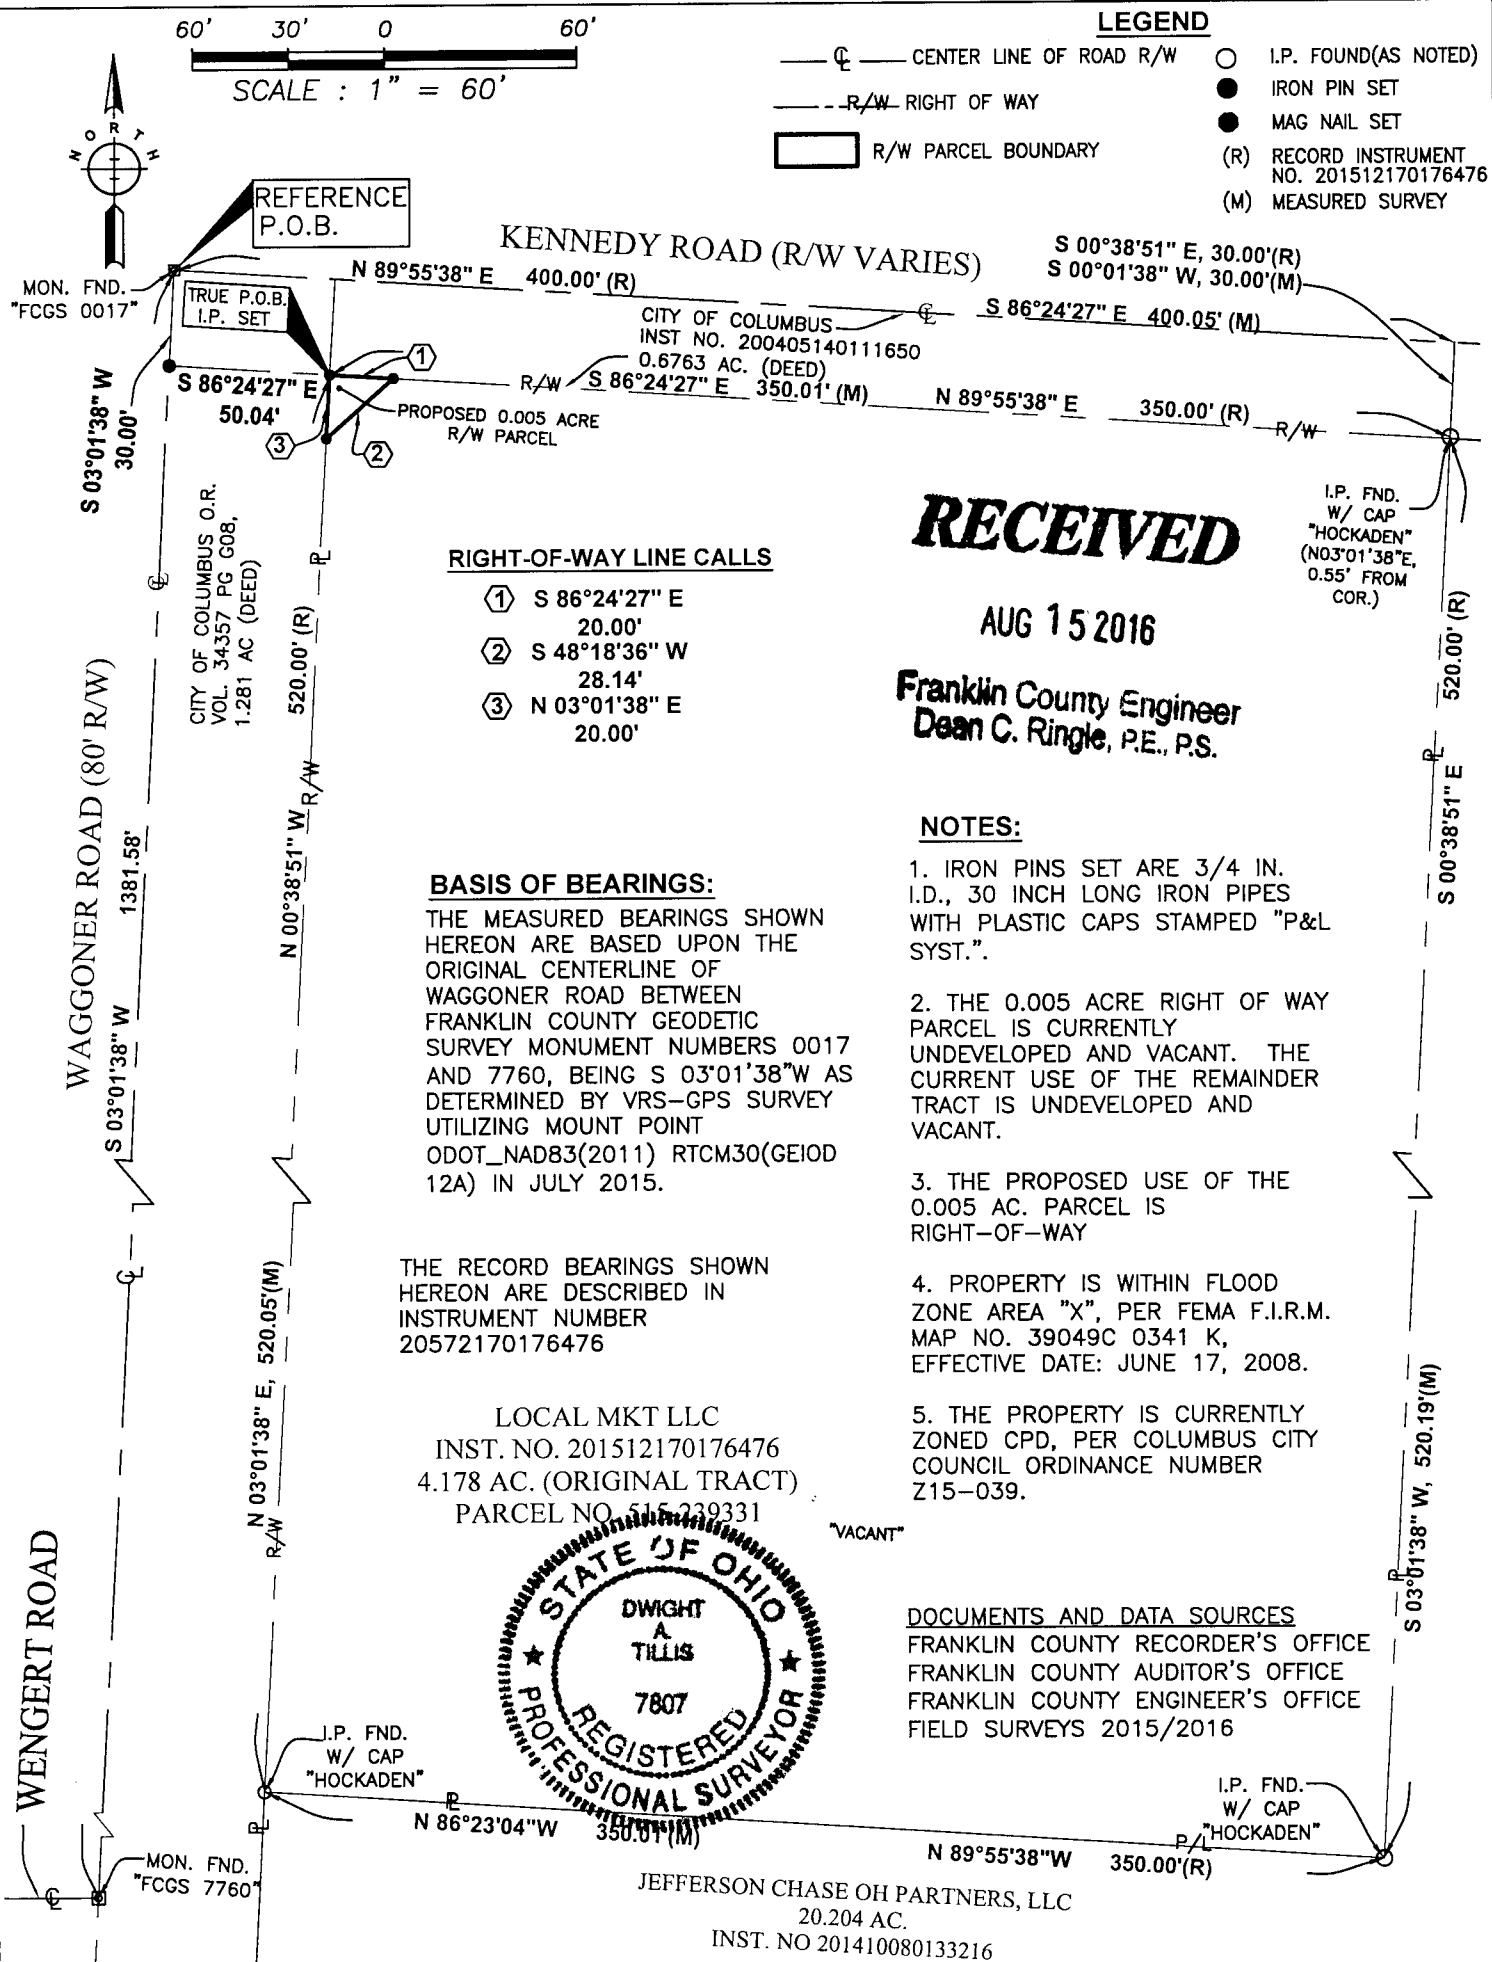 60' 30' 0 60'
SCALE : 1" = 60'
NORTH
LEGEND
CENTER LINE OF ROAD R/W
R/W RIGHT OF WAY
R/W PARCEL BOUNDARY
I.P. FOUND(AS NOTED)
IRON PIN SET
MAG NAIL SET
(R) RECORD INSTRUMENT
NO. 201512170176476
(M) MEASURED SURVEY
REFERENCE
P.O.B.
MON. FND.
"FCGS 0017"
TRUE P.O.B.
I.P. SET
KENNEDY ROAD (R/W VARIES)
N 89°55'38" E 400.00' (R)
S 86°24'27" E 400.05' (M)
S 00°38'51" E, 30.00'(R)
S 00°01'38" W, 30.00'(M)
CITY OF COLUMBUS
INST NO. 200405140111650
0.6763 AC. (DEED)
R/W
S 86°24'27" E 350.01' (M)
N 89°55'38" E 350.00' (R)
R/W
S 03°01'38" W
30.00'
S 86°24'27" E
50.04'
1
2
3
PROPOSED 0.005 ACRE
R/W PARCEL
I.P. FND.
W/ CAP
"HOCKADEN"
(N03°01'38"E,
0.55' FROM
COR.)
CITY OF COLUMBUS O.R.
VOL. 34357 PG G08,
1.281 AC (DEED)
RIGHT-OF-WAY LINE CALLS
1 S 86°24'27" E
20.00'
2 S 48°18'36" W
28.14'
3 N 03°01'38" E
20.00'
RECEIVED
AUG 15 2016
Franklin County Engineer
Dean C. Ringle, P.E., P.S.
WAGGONER ROAD (80' R/W)
S 03°01'38" W 1381.58'
N 00°38'51" W 520.00' (R)
R/W
S 00°38'51" E 520.00' (R)
BASIS OF BEARINGS:
THE MEASURED BEARINGS SHOWN
HEREON ARE BASED UPON THE
ORIGINAL CENTERLINE OF
WAGGONER ROAD BETWEEN
FRANKLIN COUNTY GEODETIC
SURVEY MONUMENT NUMBERS 0017
AND 7760, BEING S 03°01'38"W AS
DETERMINED BY VRS-GPS SURVEY
UTILIZING MOUNT POINT
ODOT_NAD83(2011) RTCM30(GEIOD
12A) IN JULY 2015.
THE RECORD BEARINGS SHOWN
HEREON ARE DESCRIBED IN
INSTRUMENT NUMBER
20572170176476
NOTES:
1. IRON PINS SET ARE 3/4 IN.
I.D., 30 INCH LONG IRON PIPES
WITH PLASTIC CAPS STAMPED "P&L
SYST.".
2. THE 0.005 ACRE RIGHT OF WAY
PARCEL IS CURRENTLY
UNDEVELOPED AND VACANT. THE
CURRENT USE OF THE REMAINDER
TRACT IS UNDEVELOPED AND
VACANT.
3. THE PROPOSED USE OF THE
0.005 AC. PARCEL IS
RIGHT-OF-WAY
4. PROPERTY IS WITHIN FLOOD
ZONE AREA "X", PER FEMA F.I.R.M.
MAP NO. 39049C 0341 K,
EFFECTIVE DATE: JUNE 17, 2008.
5. THE PROPERTY IS CURRENTLY
ZONED CPD, PER COLUMBUS CITY
COUNCIL ORDINANCE NUMBER
Z15-039.
N 03°01'38" E, 520.05'(M)
R/W
S 03°01'38" W, 520.19'(M)
LOCAL MKT LLC
INST. NO. 201512170176476
4.178 AC. (ORIGINAL TRACT)
PARCEL NO. 515-239331
"VACANT"
STATE OF OHIO
DWIGHT
A.
TILLIS
7807
REGISTERED
PROFESSIONAL SURVEYOR
DOCUMENTS AND DATA SOURCES
FRANKLIN COUNTY RECORDER'S OFFICE
FRANKLIN COUNTY AUDITOR'S OFFICE
FRANKLIN COUNTY ENGINEER'S OFFICE
FIELD SURVEYS 2015/2016
WENGERT ROAD
I.P. FND.
W/ CAP
"HOCKADEN"
MON. FND.
"FCGS 7760"
N 86°23'04"W 350.01'(M)
N 89°55'38"W 350.00'(R)
P/L
I.P. FND.
W/ CAP
"HOCKADEN"
JEFFERSON CHASE OH PARTNERS, LLC
20.204 AC.
INST. NO 201410080133216